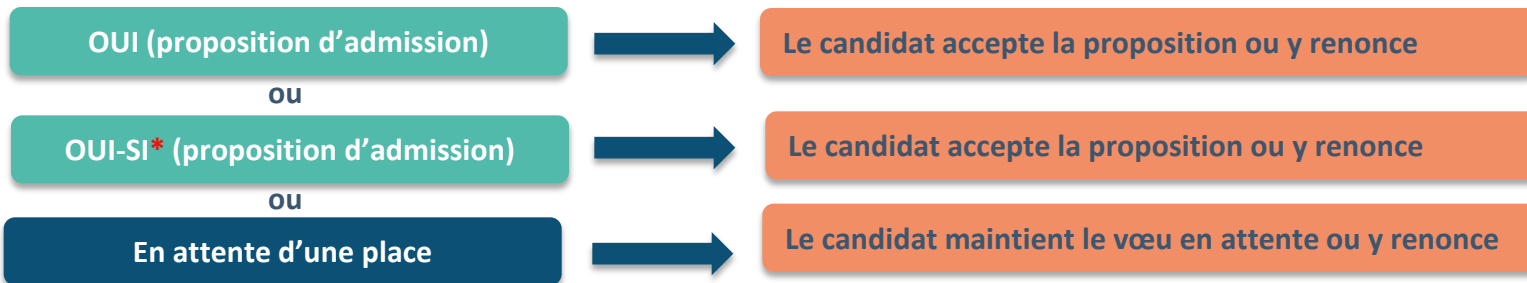 OUI (proposition d’admission)
Le candidat accepte la proposition ou y renonce
ou
OUI-SI* (proposition d’admission)
Le candidat accepte la proposition ou y renonce
ou
En attente d’une place
Le candidat maintient le vœu en attente ou y renonce